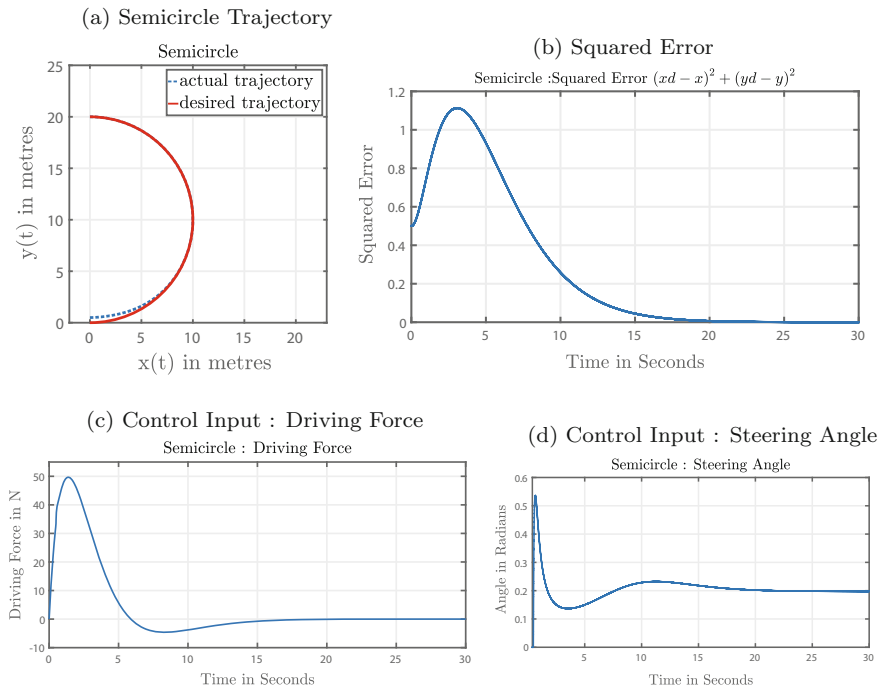 (a) Semicircle Trajectory
Semicircle
25
20
15
10
5
0
0 5 10 15 20
y(t) in metres
x(t) in metres
actual trajectory
desired trajectory
(b) Squared Error
Semicircle :Squared Error (xd − x)² + (yd − y)²
1.2
1
0.8
0.6
0.4
0.2
0
0 5 10 15 20 25 30
Squared Error
Time in Seconds
(c) Control Input : Driving Force
Semicircle : Driving Force
50
40
30
20
10
0
-10
0 5 10 15 20 25 30
Driving Force in N
Time in Seconds
(d) Control Input : Steering Angle
Semicircle : Steering Angle
0.6
0.5
0.4
0.3
0.2
0.1
0
5 10 15 20 25 30
Angle in Radians
Time in Seconds